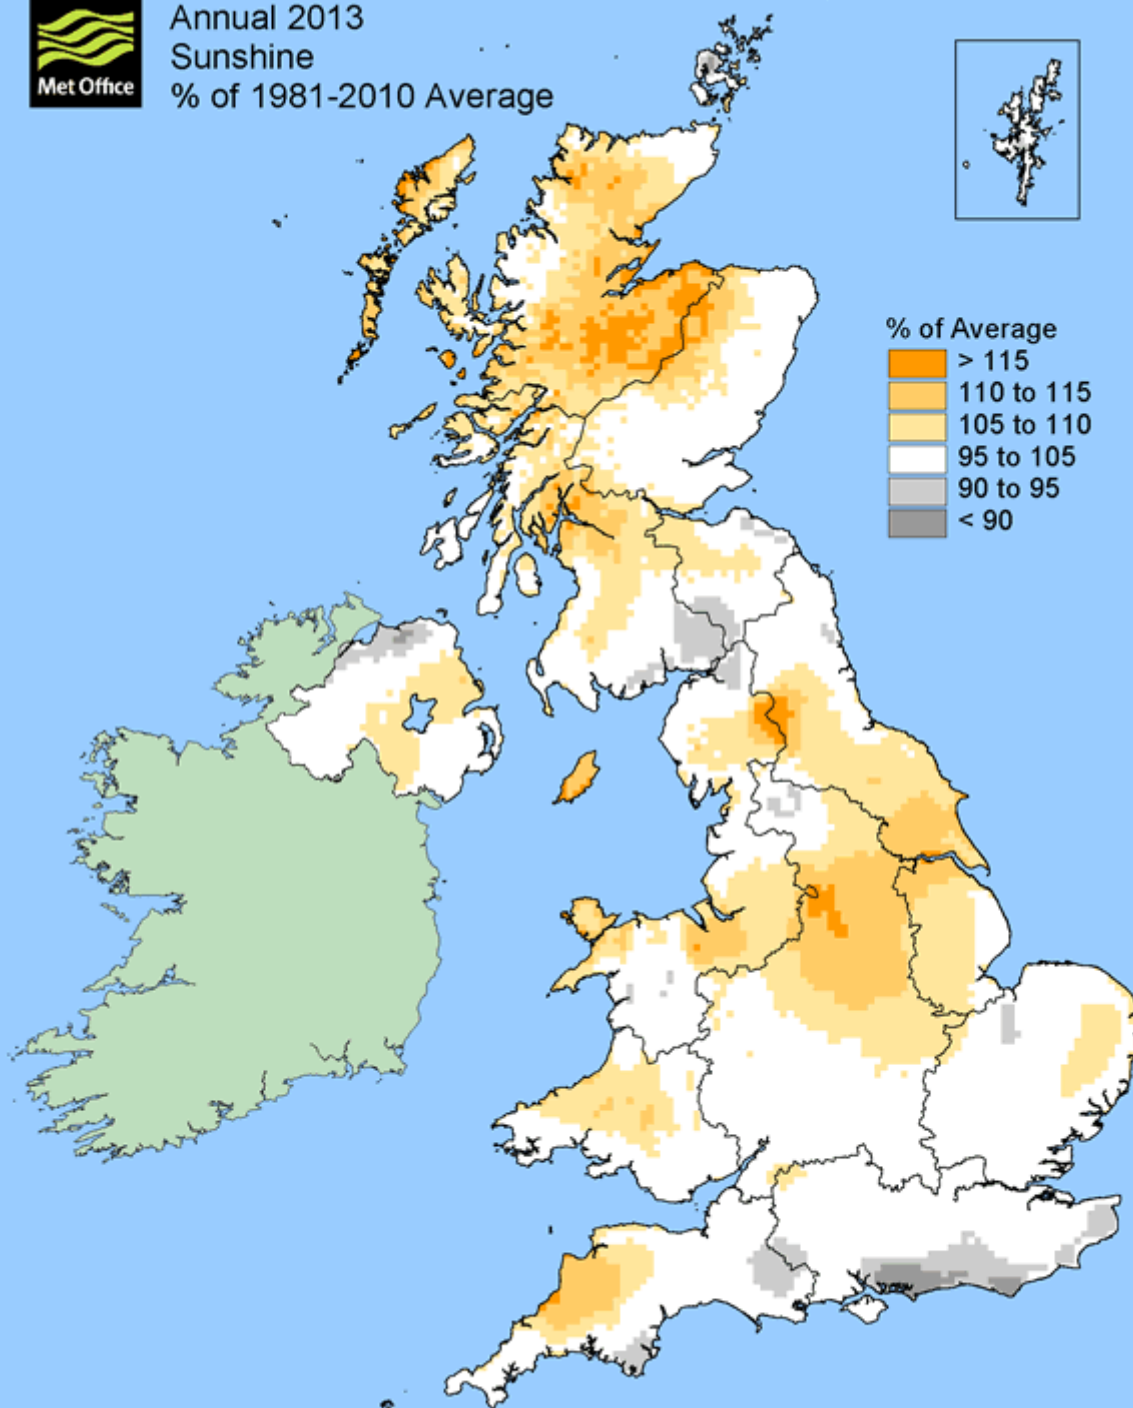 Met Office
Annual 2013
Sunshine
% of 1981-2010 Average
% of Average
> 115
110 to 115
105 to 110
95 to 105
90 to 95
< 90